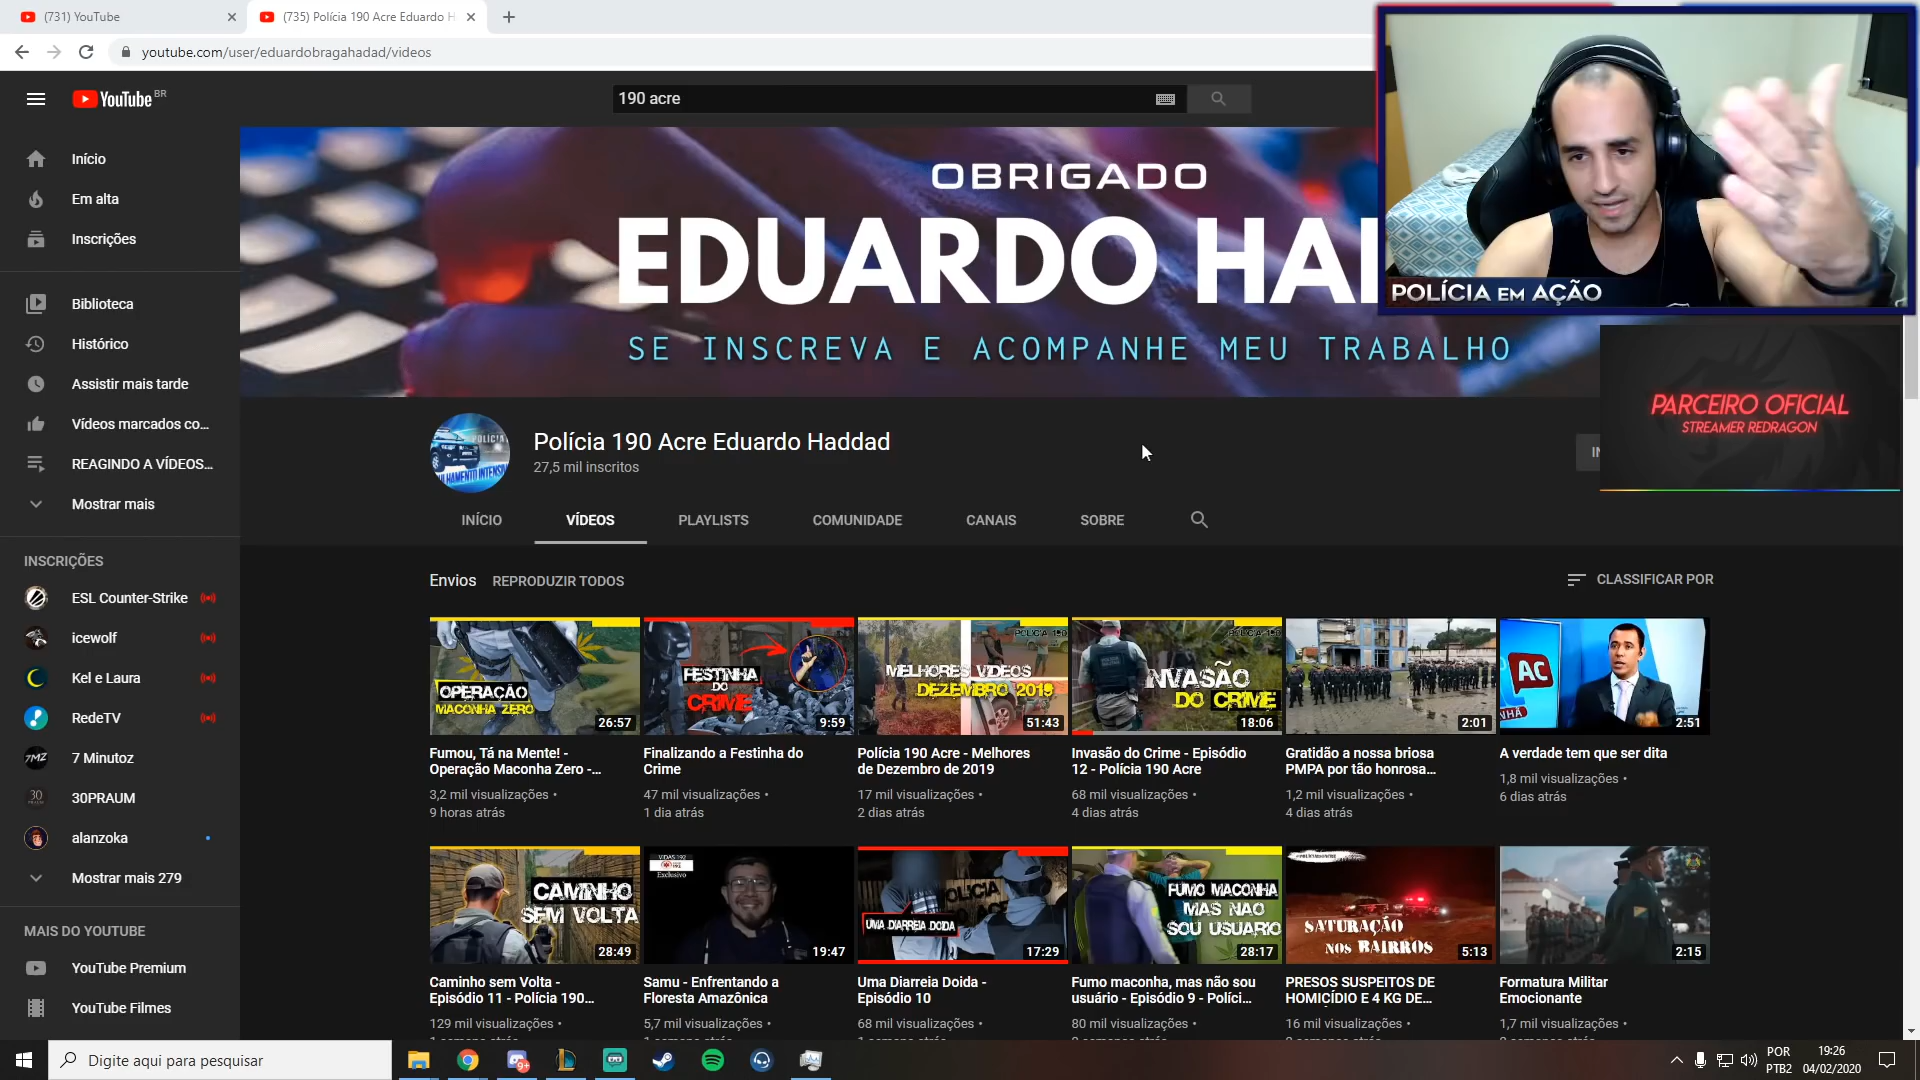 (731) YouTube
(735) Polícia 190 Acre Eduardo H
youtube.com/user/eduardobragahadad/videos
YouTube BR
190 acre
Início
Em alta
Inscrições
Biblioteca
Histórico
Assistir mais tarde
Vídeos marcados co...
REAGINDO A VÍDEOS...
Mostrar mais
INSCRIÇÕES
ESL Counter-Strike
icewolf
Kel e Laura
RedeTV
7 Minutoz
30PRAUM
alanzoka
Mostrar mais 279
MAIS DO YOUTUBE
YouTube Premium
YouTube Filmes
OBRIGADO
EDUARDO HA
SE INSCREVA E ACOMPANHE MEU TRABALHO
POLÍCIA EM AÇÃO
PARCEIRO OFICIAL
STREAMER REDRAGON
Polícia 190 Acre Eduardo Haddad
27,5 mil inscritos
INÍCIO
VÍDEOS
PLAYLISTS
COMUNIDADE
CANAIS
SOBRE
Envios
REPRODUZIR TODOS
CLASSIFICAR POR
OPERAÇÃO
MACONHA ZERO
26:57
Fumou, Tá na Mente! -
Operação Maconha Zero -...
3,2 mil visualizações •
9 horas atrás
FESTINHA
DO
CRIME
9:59
Finalizando a Festinha do
Crime
47 mil visualizações •
1 dia atrás
MELHORES VIDEOS
DEZEMBRO 2019
51:43
Polícia 190 Acre - Melhores
de Dezembro de 2019
17 mil visualizações •
2 dias atrás
INVASÃO
DO CRIME
18:06
Invasão do Crime - Episódio
12 - Polícia 190 Acre
68 mil visualizações •
4 dias atrás
2:01
Gratidão a nossa briosa
PMPA por tão honrosa...
1,2 mil visualizações •
4 dias atrás
AC
2:51
A verdade tem que ser dita
1,8 mil visualizações •
6 dias atrás
CAMINHO
SEM VOLTA
28:49
Caminho sem Volta -
Episódio 11 - Polícia 190...
129 mil visualizações •
VIDAS 192
Exclusivo
19:47
Samu - Enfrentando a
Floresta Amazônica
5,7 mil visualizações •
UMA DIARREIA DOIDA
17:29
Uma Diarreia Doida -
Episódio 10
68 mil visualizações •
FUMO MACONHA
MAS NAO
SOU USUARIO
28:17
Fumo maconha, mas não sou
usuário - Episódio 9 - Políci...
80 mil visualizações •
SATURAÇÃO
NOS BAIRROS
5:13
PRESOS SUSPEITOS DE
HOMICÍDIO E 4 KG DE...
16 mil visualizações •
2:15
Formatura Militar
Emocionante
1,7 mil visualizações •
Digite aqui para pesquisar
POR
PTB2
19:26
04/02/2020